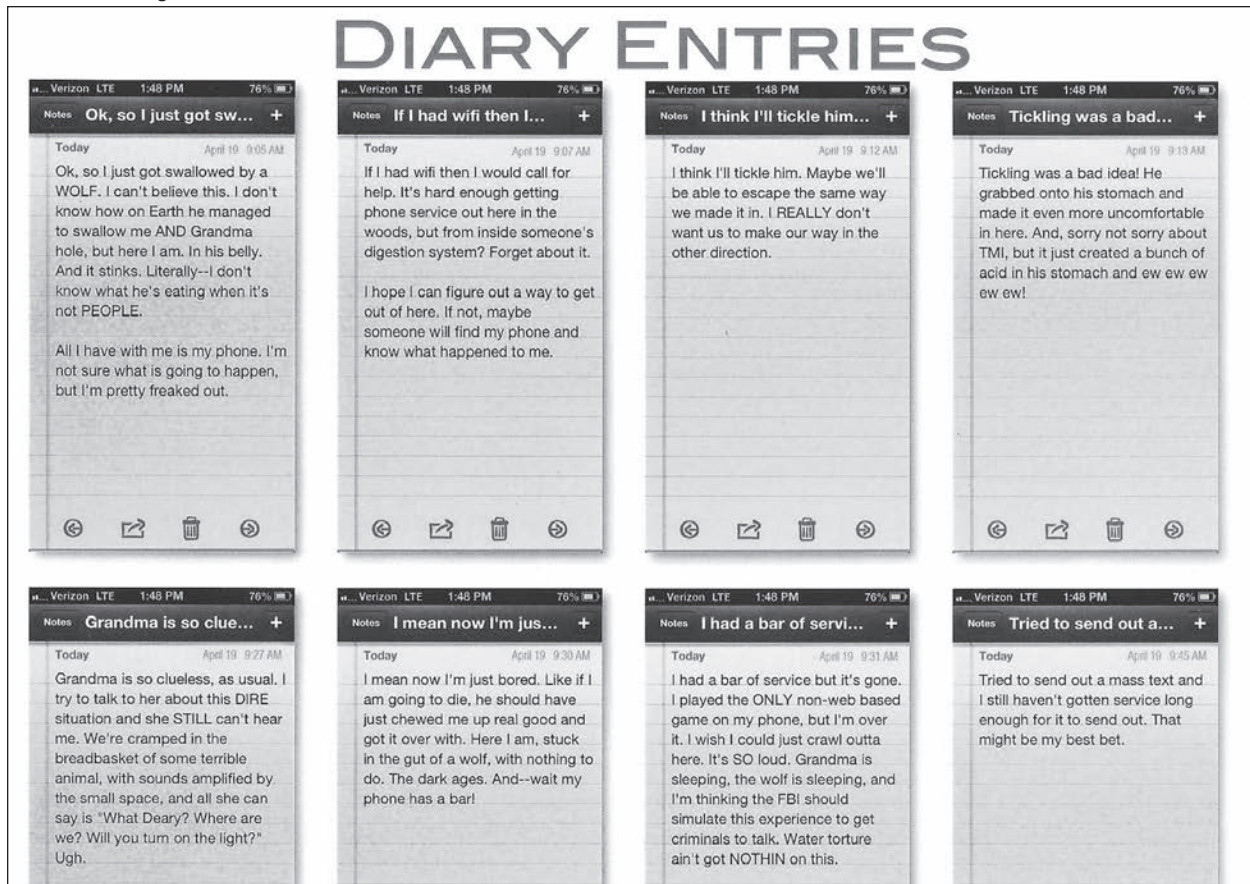 DIARY ENTRIES
Verizon LTE 1:48 PM 76%
Notes Ok, so I just got sw... +
Today April 19 9:05 AM
Ok, so I just got swallowed by a
WOLF. I can't believe this. I don't
know how on Earth he managed
to swallow me AND Grandma
hole, but here I am. In his belly.
And it stinks. Literally--I don't
know what he's eating when it's
not PEOPLE.
All I have with me is my phone. I'm
not sure what is going to happen,
but I'm pretty freaked out.
Verizon LTE 1:48 PM 76%
Notes If I had wifi then I... +
Today April 19 9:07 AM
If I had wifi then I would call for
help. It's hard enough getting
phone service out here in the
woods, but from inside someone's
digestion system? Forget about it.
I hope I can figure out a way to get
out of here. If not, maybe
someone will find my phone and
know what happened to me.
Verizon LTE 1:48 PM 76%
Notes I think I'll tickle him... +
Today April 19 9:12 AM
I think I'll tickle him. Maybe we'll
be able to escape the same way
we made it in. I REALLY don't
want us to make our way in the
other direction.
Verizon LTE 1:48 PM 76%
Notes Tickling was a bad... +
Today April 19 9:13 AM
Tickling was a bad idea! He
grabbed onto his stomach and
made it even more uncomfortable
in here. And, sorry not sorry about
TMI, but it just created a bunch of
acid in his stomach and ew ew ew
ew ew!
Verizon LTE 1:48 PM 76%
Notes Grandma is so clue... +
Today April 19 9:27 AM
Grandma is so clueless, as usual. I
try to talk to her about this DIRE
situation and she STILL can't hear
me. We're cramped in the
breadbasket of some terrible
animal, with sounds amplified by
the small space, and all she can
say is "What Deary? Where are
we? Will you turn on the light?"
Ugh.
Verizon LTE 1:48 PM 76%
Notes I mean now I'm jus... +
Today April 19 9:30 AM
I mean now I'm just bored. Like if I
am going to die, he should have
just chewed me up real good and
got it over with. Here I am, stuck
in the gut of a wolf, with nothing to
do. The dark ages. And--wait my
phone has a bar!
Verizon LTE 1:48 PM 76%
Notes I had a bar of servi... +
Today April 19 9:31 AM
I had a bar of service but it's gone.
I played the ONLY non-web based
game on my phone, but I'm over
it. I wish I could just crawl outta
here. It's SO loud. Grandma is
sleeping, the wolf is sleeping, and
I'm thinking the FBI should
simulate this experience to get
criminals to talk. Water torture
ain't got NOTHIN on this.
Verizon LTE 1:48 PM 76%
Notes Tried to send out a... +
Today April 19 9:45 AM
Tried to send out a mass text and
I still haven't gotten service long
enough for it to send out. That
might be my best bet.